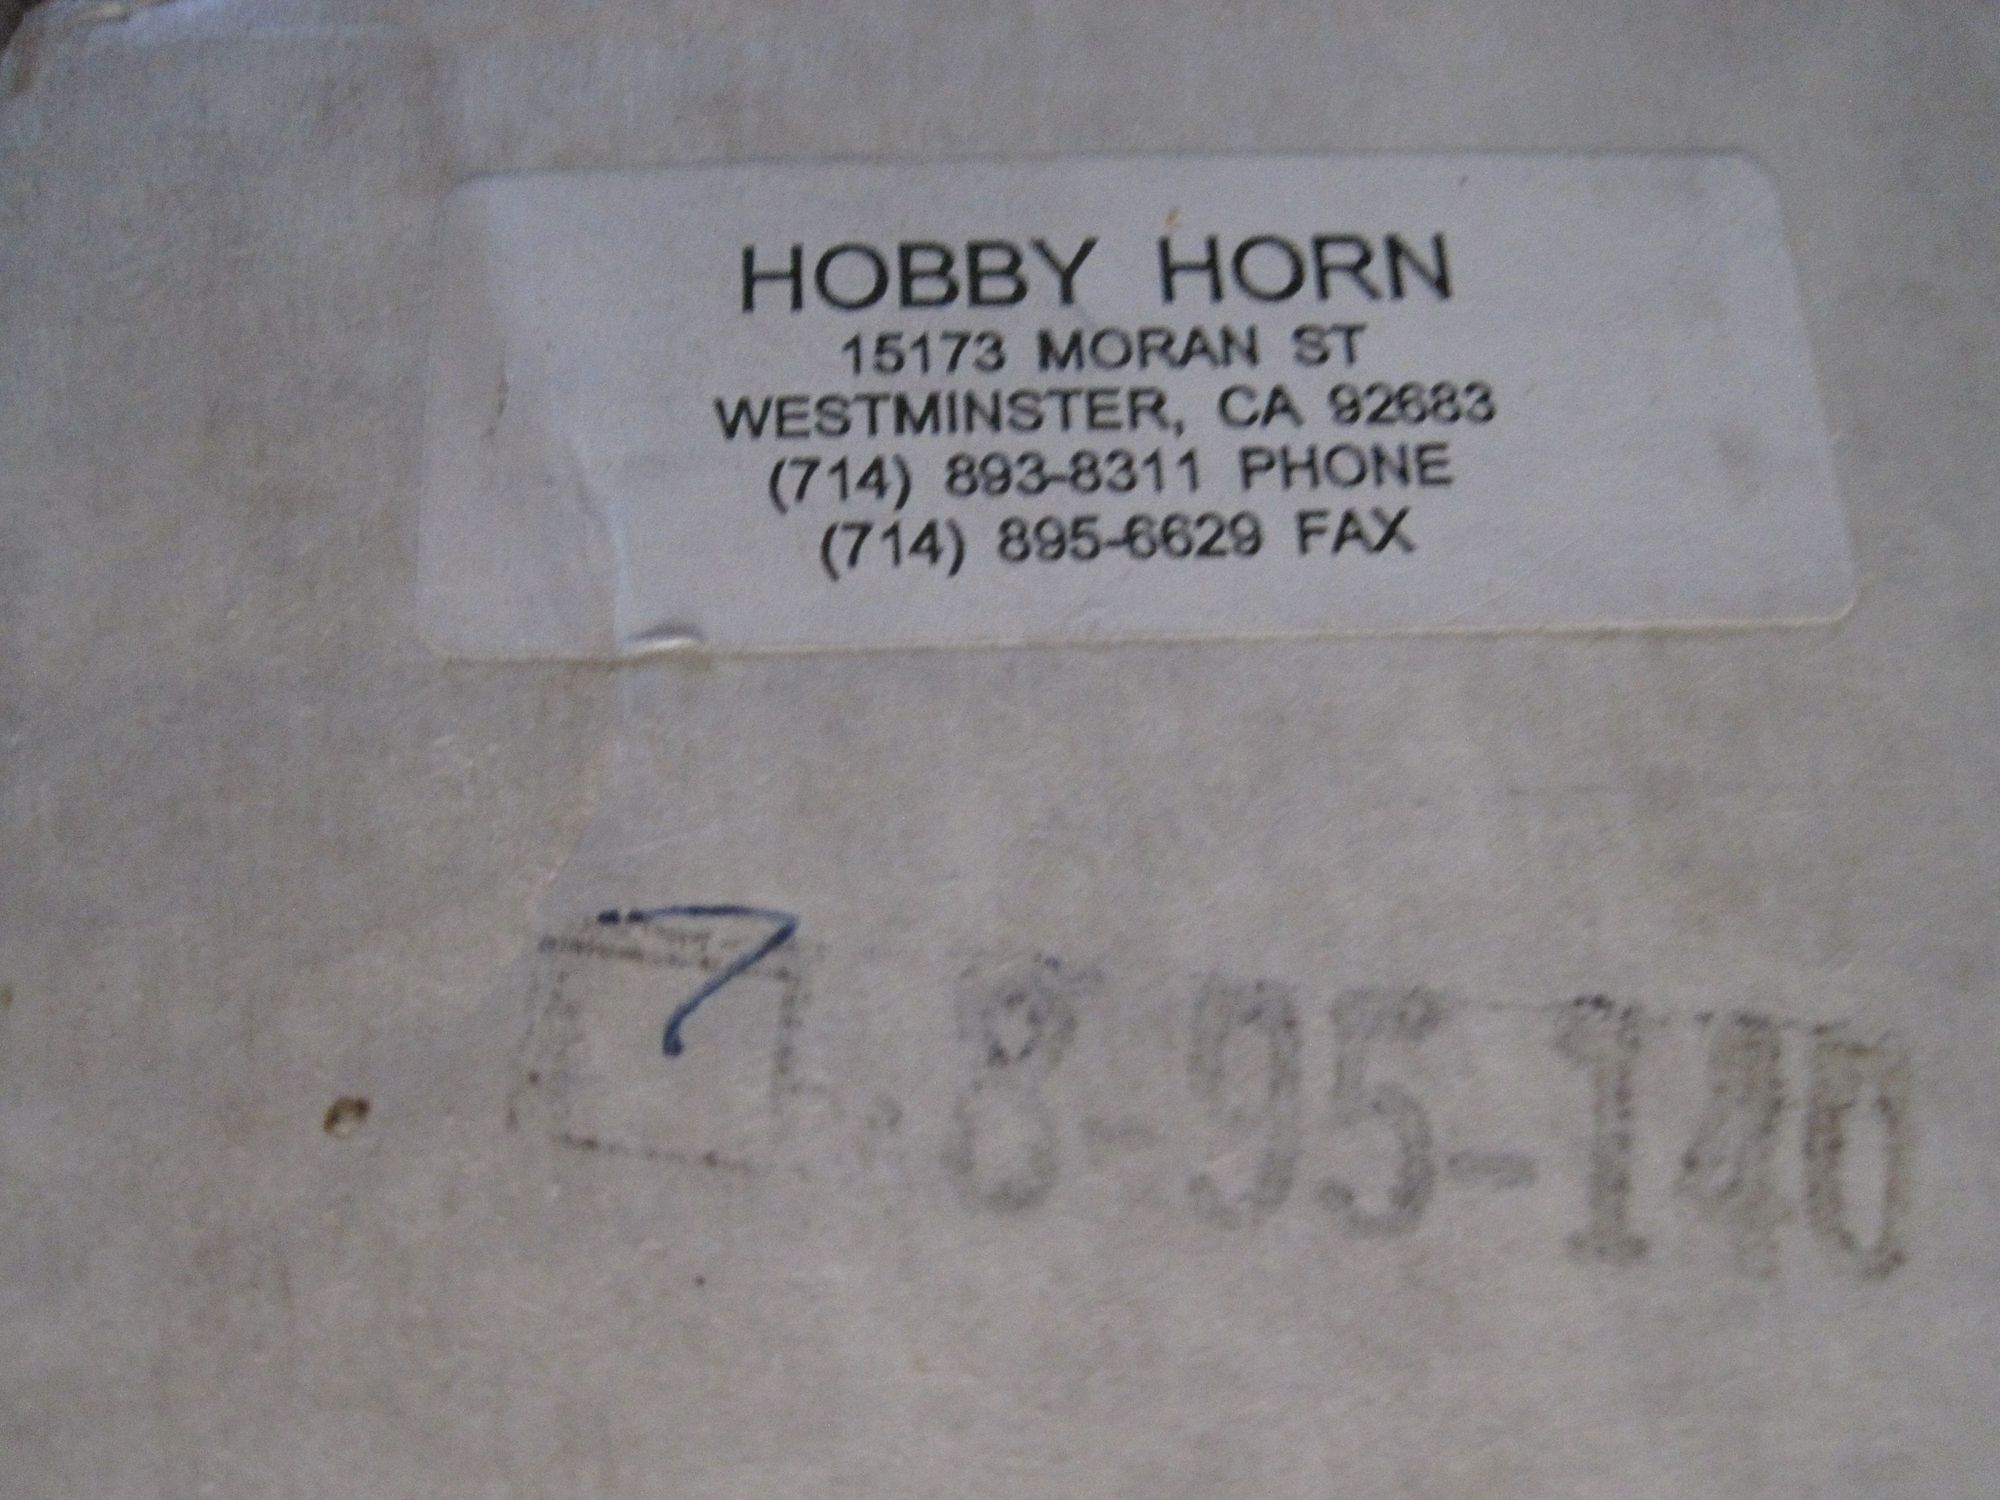 HOBBY HORN
15173 MORAN ST
WESTMINSTER, CA 92683
(714) 893-8311 PHONE
(714) 895-6629 FAX
7
8-95-140